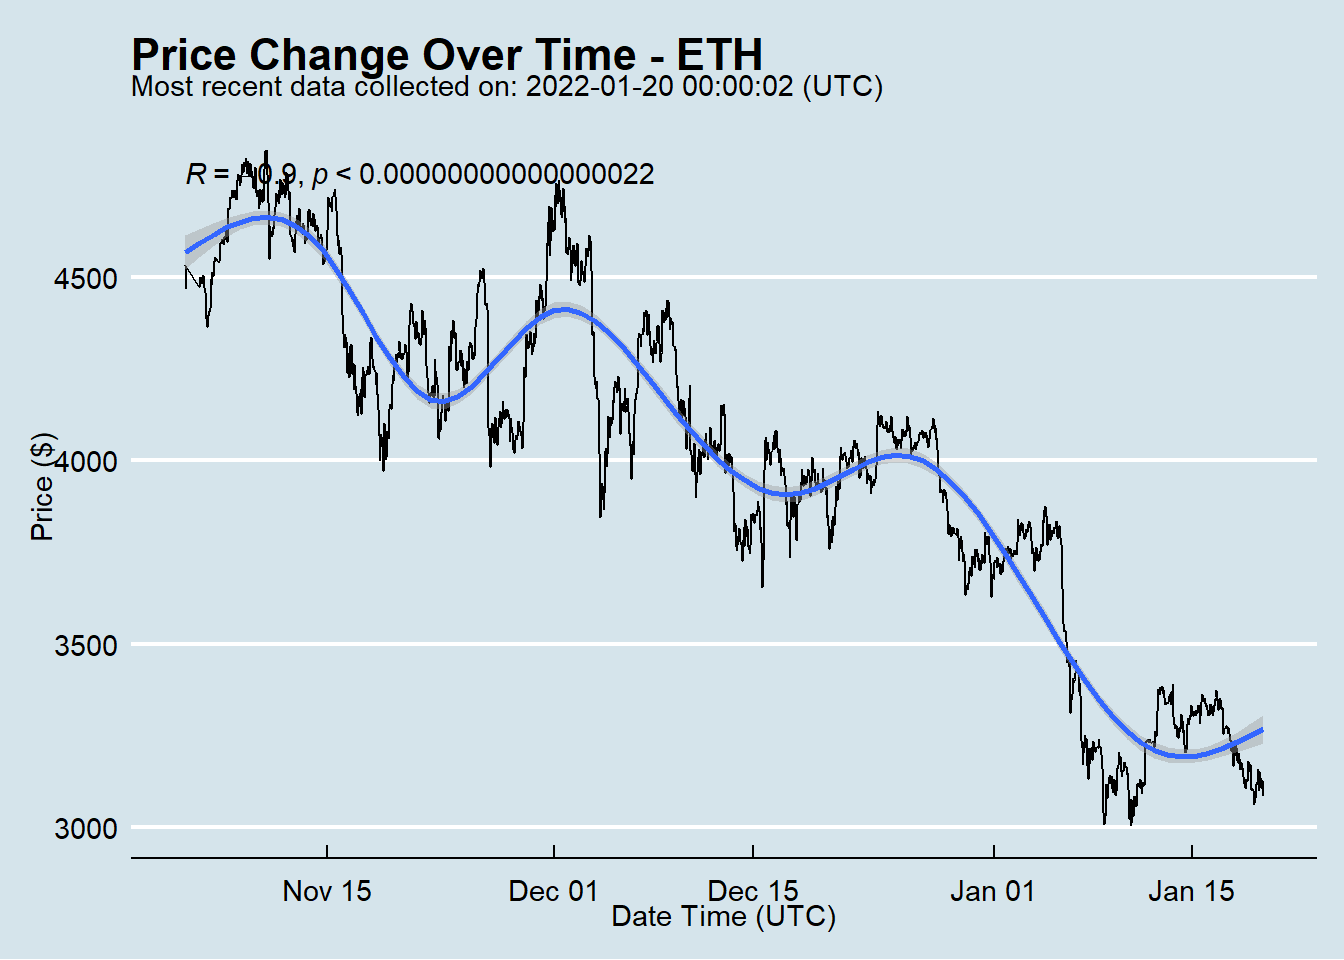 Price Change Over Time - ETH
Most recent data collected on: 2022-01-20 00:00:02 (UTC)
R = −0.9, p < 0.00000000000000022
4500
4000
3500
3000
Price ($)
Nov 15 Dec 01 Dec 15 Jan 01 Jan 15
Date Time (UTC)